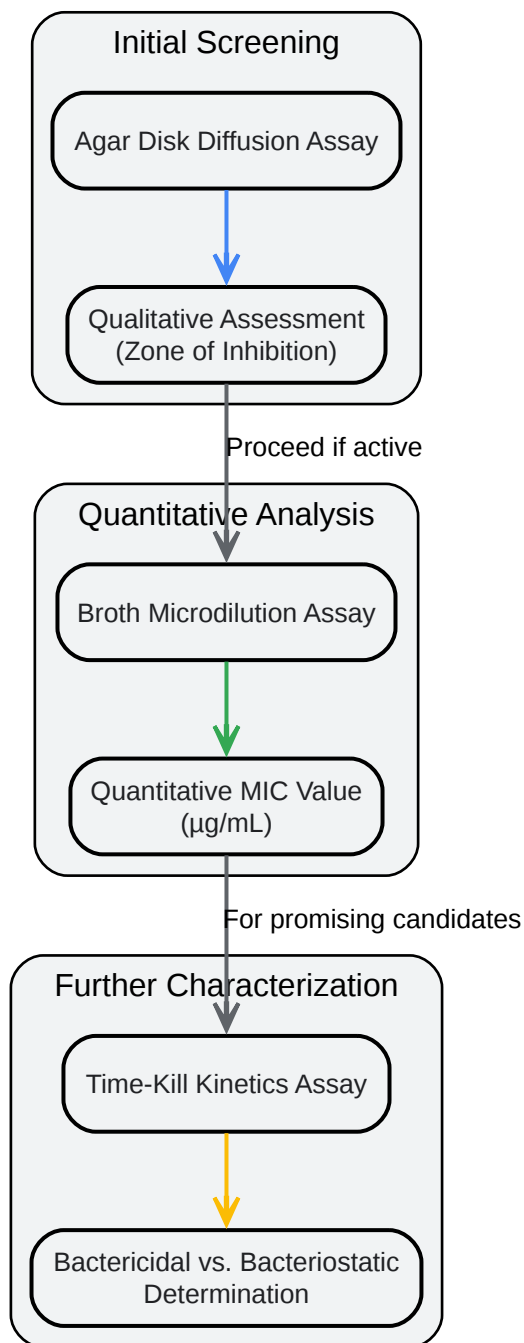 Initial Screening
Agar Disk Diffusion Assay
Qualitative Assessment
(Zone of Inhibition)
Proceed if active
Quantitative Analysis
Broth Microdilution Assay
Quantitative MIC Value
(µg/mL)
For promising candidates
Further Characterization
Time-Kill Kinetics Assay
Bactericidal vs. Bacteriostatic
Determination